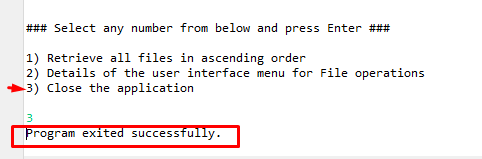 ### Select any number from below and press Enter ###
1) Retrieve all files in ascending order
2) Details of the user interface menu for File operations
3) Close the application
3
Program exited successfully.